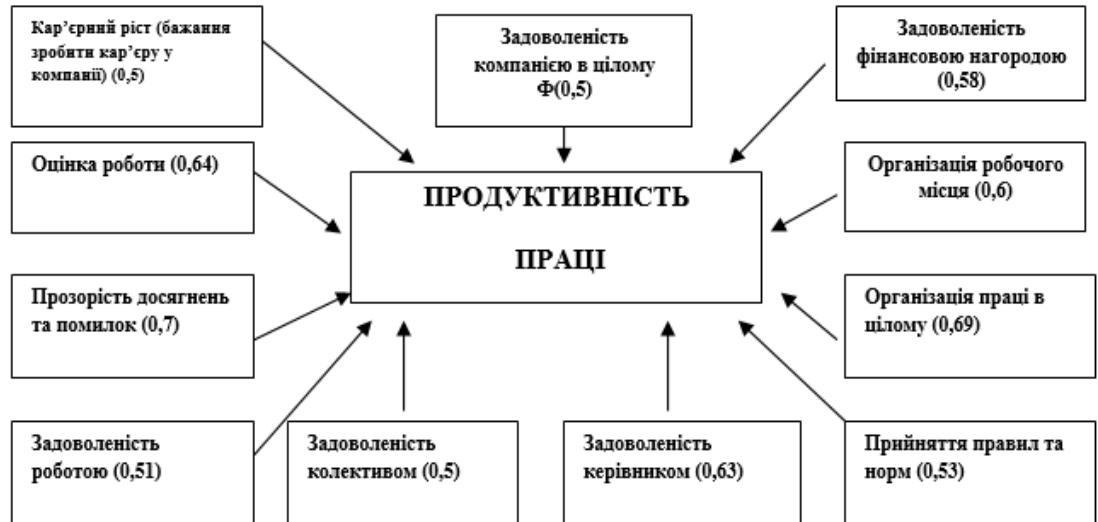 Кар’єрний ріст (бажання
зробити кар’єру у
компанії) (0,5)
Задоволеність
компанією в цілому
Ф(0,5)
Задоволеність
фінансовою нагородою
(0,58)
Оцінка роботи (0,64)
ПРОДУКТИВНІСТЬ
ПРАЦІ
Організація робочого
місця (0,6)
Прозорість досягнень
та помилок (0,7)
Організація праці в
цілому (0,69)
Задоволеність
роботою (0,51)
Задоволеність
колективом (0,5)
Задоволеність
керівником (0,63)
Прийняття правил та
норм (0,53)